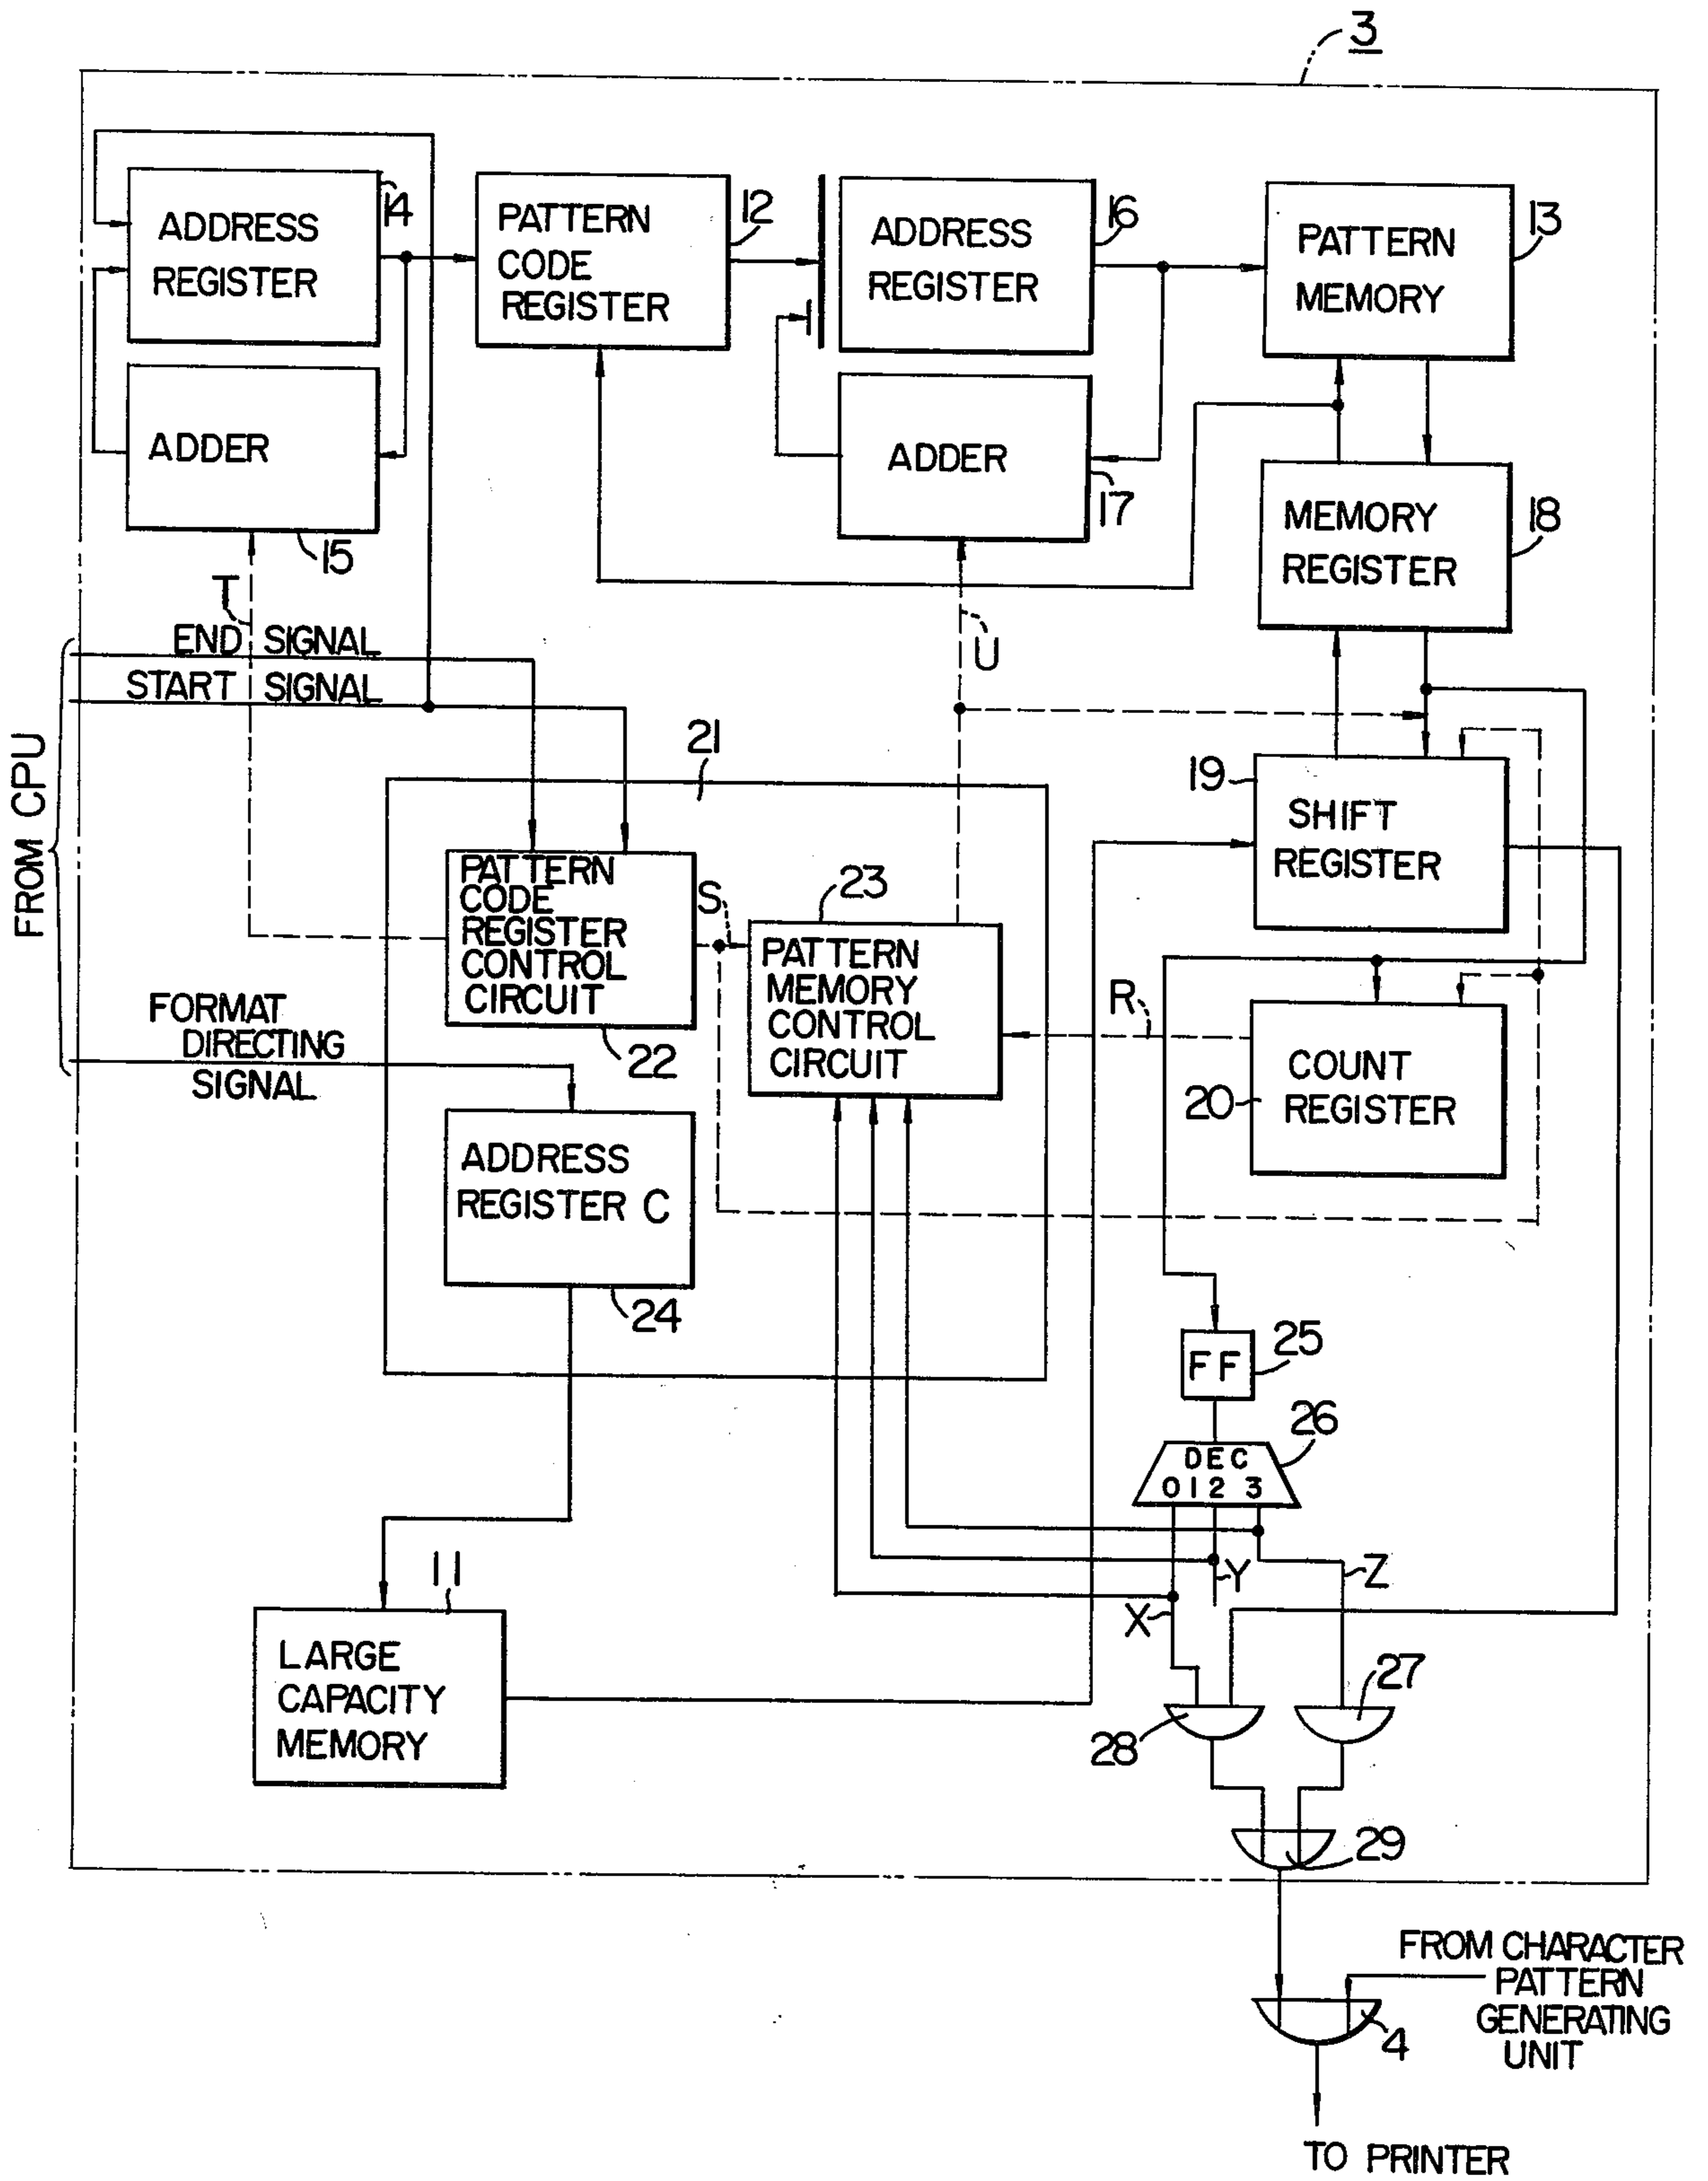 3
ADDRESS
REGISTER
14
PATTERN
CODE
REGISTER
12
ADDRESS
REGISTER
16
PATTERN
MEMORY
13
ADDER
15
ADDER
17
MEMORY
REGISTER
18
T
U
FROM CPU
END SIGNAL
START SIGNAL
21
19
SHIFT
REGISTER
PATTERN
CODE
REGISTER
CONTROL
CIRCUIT
22
S
23
PATTERN
MEMORY
CONTROL
CIRCUIT
R
FORMAT
DIRECTING
SIGNAL
20
COUNT
REGISTER
ADDRESS
REGISTER C
24
FF
25
DEC
0 1 2 3
26
X
Y
Z
11
LARGE
CAPACITY
MEMORY
28
27
29
FROM CHARACTER
PATTERN
GENERATING
UNIT
4
TO PRINTER